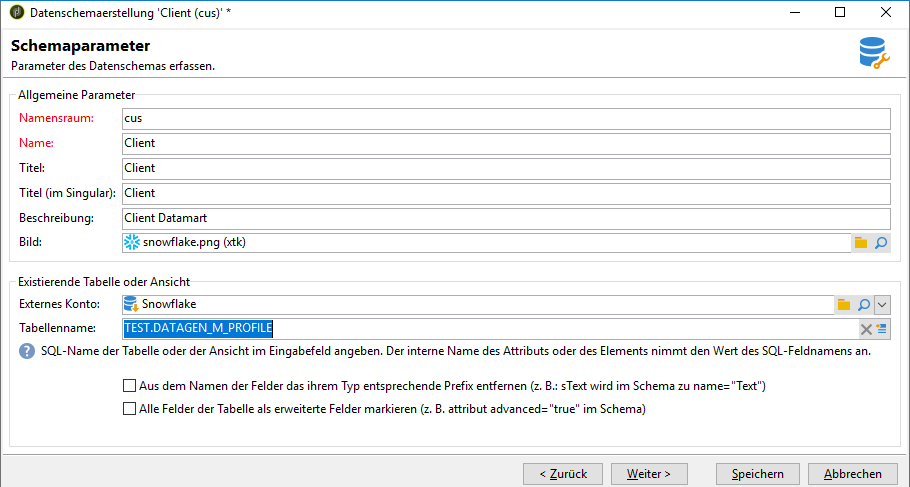 Datenschemaerstellung 'Client (cus)' *
Schemaparameter
Parameter des Datenschemas erfassen.
Allgemeine Parameter
Namensraum: cus
Name: Client
Titel: Client
Titel (im Singular): Client
Beschreibung: Client Datamart
Bild: snowflake.png (xtk)
Existierende Tabelle oder Ansicht
Externes Konto: Snowflake
Tabellenname: TEST.DATAGEN_M_PROFILE
? SQL-Name der Tabelle oder der Ansicht im Eingabefeld angeben. Der interne Name des Attributs oder des Elements nimmt den Wert des SQL-Feldnamens an.
Aus dem Namen der Felder das ihrem Typ entsprechende Prefix entfernen (z. B.: sText wird im Schema zu name="Text")
Alle Felder der Tabelle als erweiterte Felder markieren (z. B. attribut advanced="true" im Schema)
< Zurück Weiter > Speichern Abbrechen